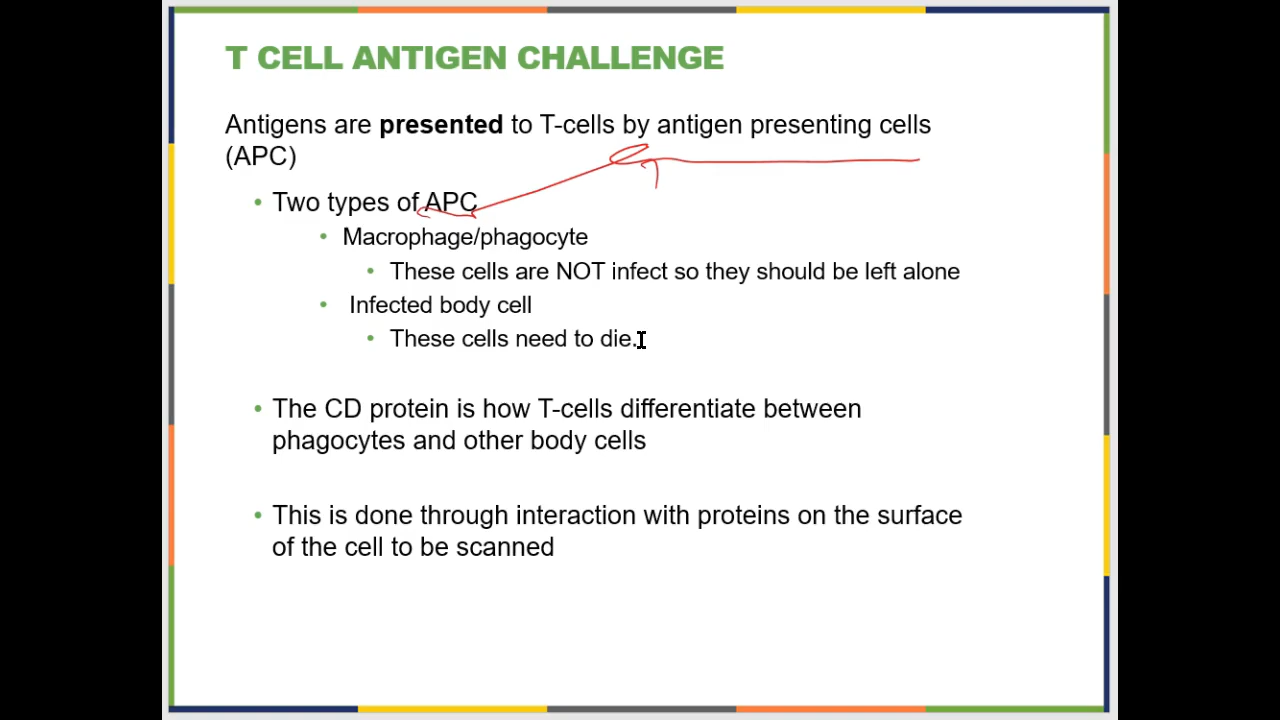 T CELL ANTIGEN CHALLENGE
Antigens are presented to T-cells by antigen presenting cells
(APC)
• Two types of APC
• Macrophage/phagocyte
• These cells are NOT infect so they should be left alone
• Infected body cell
• These cells need to die.
• The CD protein is how T-cells differentiate between
phagocytes and other body cells
• This is done through interaction with proteins on the surface
of the cell to be scanned